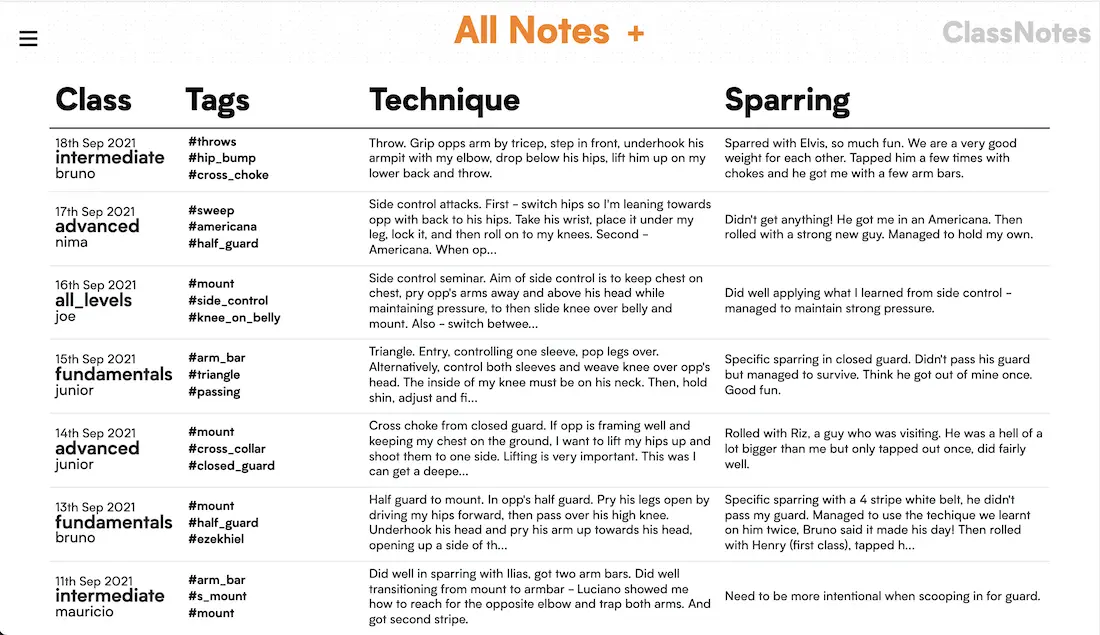 All Notes +
ClassNotes
Class Tags Technique Sparring
18th Sep 2021
intermediate
bruno
#throws
#hip_bump
#cross_choke
Throw. Grip opps arm by tricep, step in front, underhook his
armpit with my elbow, drop below his hips, lift him up on my
lower back and throw.
Sparred with Elvis, so much fun. We are a very good
weight for each other. Tapped him a few times with
chokes and he got me with a few arm bars.
17th Sep 2021
advanced
nima
#sweep
#americana
#half_guard
Side control attacks. First - switch hips so I'm leaning towards
opp with back to his hips. Take his wrist, place it under my
leg, lock it, and then roll on to my knees. Second -
Americana. When op...
Didn't get anything! He got me in an Americana. Then
rolled with a strong new guy. Managed to hold my own.
16th Sep 2021
all_levels
joe
#mount
#side_control
#knee_on_belly
Side control seminar. Aim of side control is to keep chest on
chest, pry opp's arms away and above his head while
maintaining pressure, to then slide knee over belly and
mount. Also - switch betwee...
Did well applying what I learned from side control -
managed to maintain strong pressure.
15th Sep 2021
fundamentals
junior
#arm_bar
#triangle
#passing
Triangle. Entry, controlling one sleeve, pop legs over.
Alternatively, control both sleeves and weave knee over opp's
head. The inside of my knee must be on his neck. Then, hold
shin, adjust and fi...
Specific sparring in closed guard. Didn't pass his guard
but managed to survive. Think he got out of mine once.
Good fun.
14th Sep 2021
advanced
junior
#mount
#cross_collar
#closed_guard
Cross choke from closed guard. If opp is framing well and
keeping my chest on the ground, I want to lift my hips up and
shoot them to one side. Lifting is very important. This was I
can get a deepe...
Rolled with Riz, a guy who was visiting. He was a hell of a
lot bigger than me but only tapped out once, did fairly
well.
13th Sep 2021
fundamentals
bruno
#mount
#half_guard
#ezekhiel
Half guard to mount. In opp's half guard. Pry his legs open by
driving my hips forward, then pass over his high knee.
Underhook his head and pry his arm up towards his head,
opening up a side of th...
Specific sparring with a 4 stripe white belt, he didn't
pass my guard. Managed to use the techique we learnt
on him twice, Bruno said it made his day! Then rolled
with Henry (first class), tapped h...
11th Sep 2021
intermediate
mauricio
#arm_bar
#s_mount
#mount
Did well in sparring with Ilias, got two arm bars. Did well
transitioning from mount to armbar - Luciano showed me
how to reach for the opposite elbow and trap both arms. And
got second stripe.
Need to be more intentional when scooping in for guard.